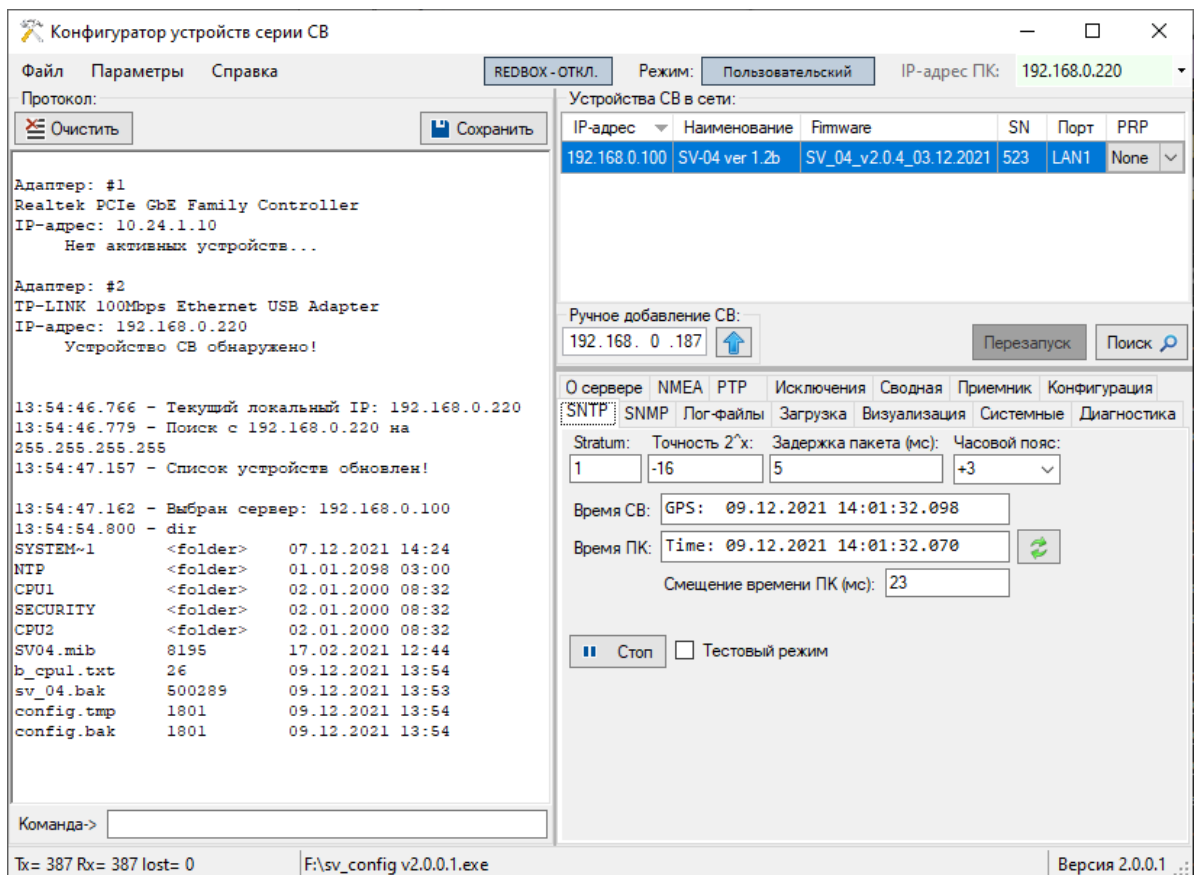 Конфигуратор устройств серии СВ
Файл Параметры Справка REDBOX - ОТКЛ. Режим: Пользовательский IP-адрес ПК: 192.168.0.220
Протокол:
Очистить Сохранить
Адаптер: #1
Realtek PCIe GbE Family Controller
IP-адрес: 10.24.1.10
Нет активных устройств...
Адаптер: #2
TP-LINK 100Mbps Ethernet USB Adapter
IP-адрес: 192.168.0.220
Устройство СВ обнаружено!
13:54:46.766 - Текущий локальный IP: 192.168.0.220
13:54:46.779 - Поиск с 192.168.0.220 на
255.255.255.255
13:54:47.157 - Список устройств обновлен!
13:54:47.162 - Выбран сервер: 192.168.0.100
13:54:54.800 - dir
SYSTEM~1 <folder> 07.12.2021 14:24
NTP <folder> 01.01.2098 03:00
CPU1 <folder> 02.01.2000 08:32
SECURITY <folder> 02.01.2000 08:32
CPU2 <folder> 02.01.2000 08:32
SV04.mib 8195 17.02.2021 12:44
b_cpu1.txt 26 09.12.2021 13:54
sv_04.bak 500289 09.12.2021 13:53
config.tmp 1801 09.12.2021 13:54
config.bak 1801 09.12.2021 13:54
Команда->
Устройства СВ в сети:
IP-адрес Наименование Firmware SN Порт PRP
192.168.0.100 SV-04 ver 1.2b SV_04_v2.0.4_03.12.2021 523 LAN1 None
Ручное добавление СВ:
192.168. 0 .187 Перезапуск Поиск
О сервере NMEA PTP Исключения Сводная Приемник Конфигурация
SNTP SNMP Лог-файлы Загрузка Визуализация Системные Диагностика
Stratum: Точность 2^x: Задержка пакета (мс): Часовой пояс:
1 -16 5 +3
Время СВ: GPS: 09.12.2021 14:01:32.098
Время ПК: Time: 09.12.2021 14:01:32.070
Смещение времени ПК (мс): 23
Стоп Тестовый режим
Tx= 387 Rx= 387 lost= 0 F:\sv_config v2.0.0.1.exe Версия 2.0.0.1